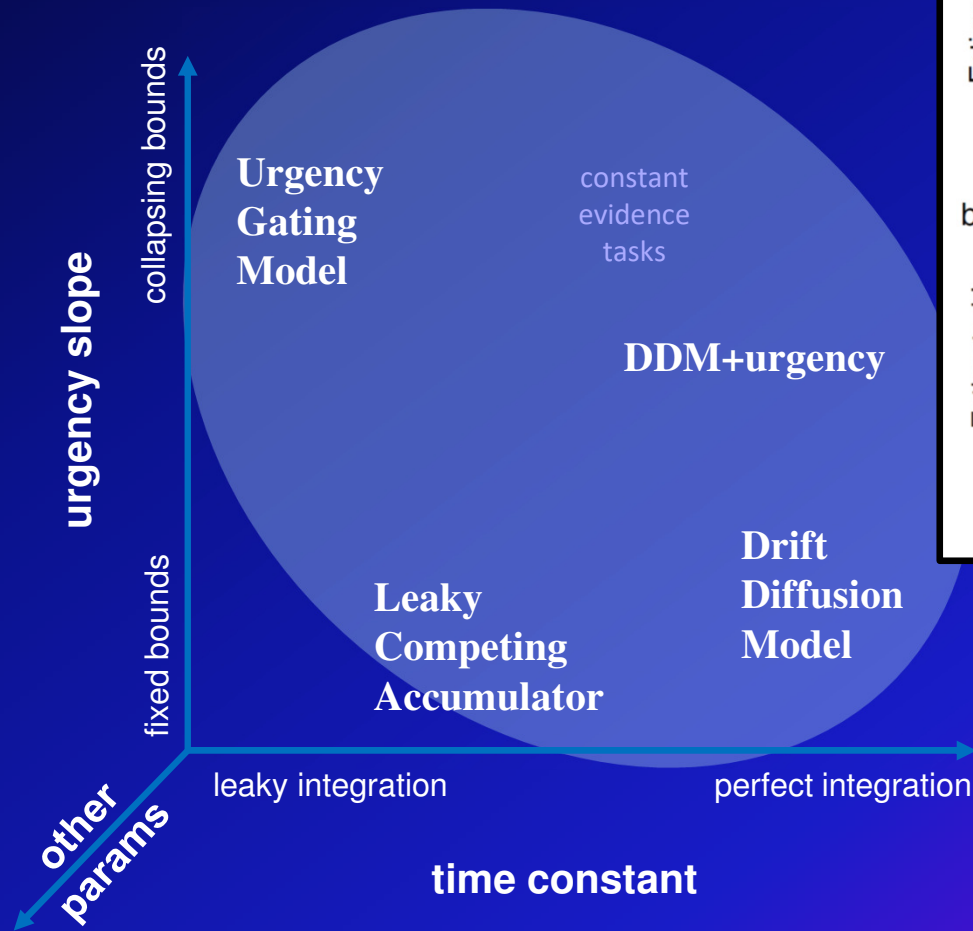 collapsing bounds
urgency slope
fixed bounds
Urgency
Gating
Model
constant
evidence
tasks
DDM+urgency
Drift
Diffusion
Model
Leaky
Competing
Accumulator
leaky integration
perfect integration
other
params
time constant